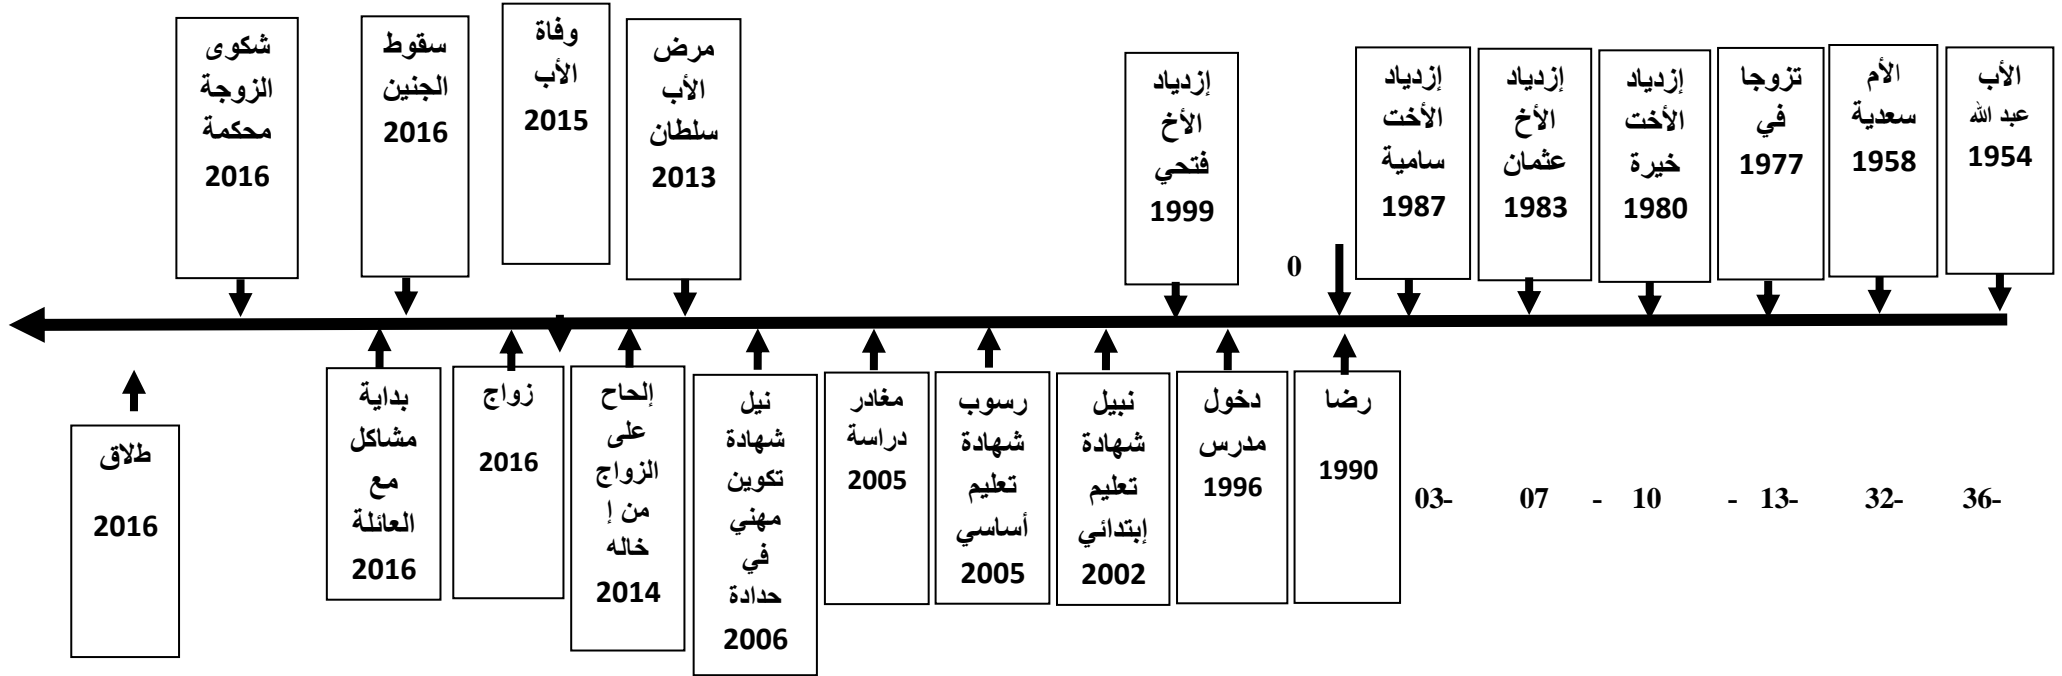 الأب
عبد الله
1954
الأم
سعدية
1958
تزوجا
في
1977
إزدياد
الأخت
خيرة
1980
إزدياد
الأخ
عثمان
1983
إزدياد
الأخت
سامية
1987
0
إزدياد
الأخ
فتحي
1999
مرض
الأب
سلطان
2013
وفاة
الأب
2015
سقوط
الجنين
2016
شكوى
الزوجة
محكمة
2016
36-
32-
13-
- 10
- 07
03-
رضا
1990
دخول
مدرس
1996
نبيل
شهادة
تعليم
إبتدائي
2002
رسوب
شهادة
تعليم
أساسي
2005
مغادر
دراسة
2005
نيل
شهادة
تكوين
مهني
في
حدادة
2006
إلحاح
على
الزواج
من إ
خاله
2014
زواج
2016
بداية
مشاكل
مع
العائلة
2016
طلاق
2016